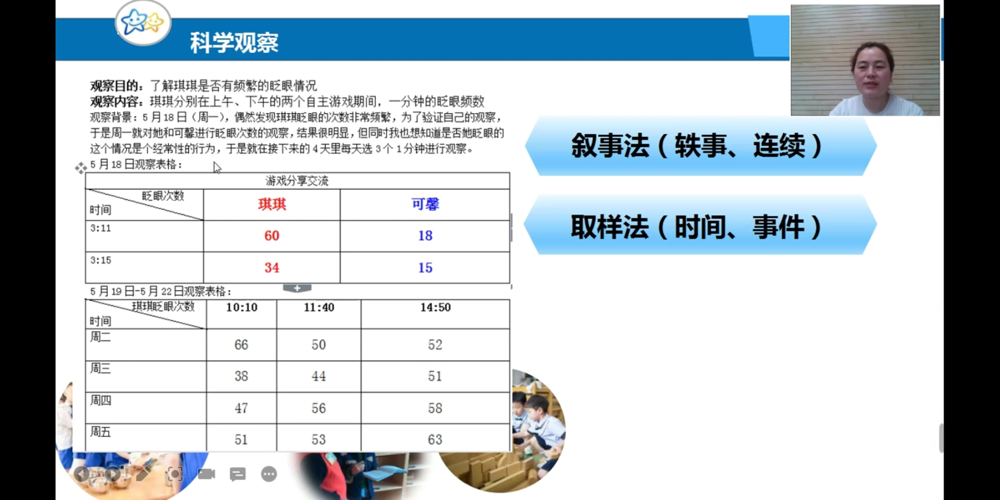 科学观察
观察目的：了解琪琪是否有频繁的眨眼情况
观察内容：琪琪分别在上午、下午的两个自主游戏期间，一分钟的眨眼频数
观察背景：5月18日（周一），偶然发现琪琪眨眼的次数非常频繁，为了验证自己的观察，
于是周一就对她和可馨进行眨眼次数的观察，结果很明显，但同时我也想知道是否她眨眼的
这个情况是个经常性的行为，于是就在接下来的4天里每天选3个1分钟进行观察。
5月18日观察表格：
游戏分享交流
眨眼次数
时间
琪琪
可馨
3:11
60
18
3:15
34
15
5月19日-5月22日观察表格：
琪琪眨眼次数
时间
10:10
11:40
14:50
周二
66
50
52
周三
38
44
51
周四
47
56
58
周五
51
53
63
叙事法（轶事、连续）
取样法（时间、事件）